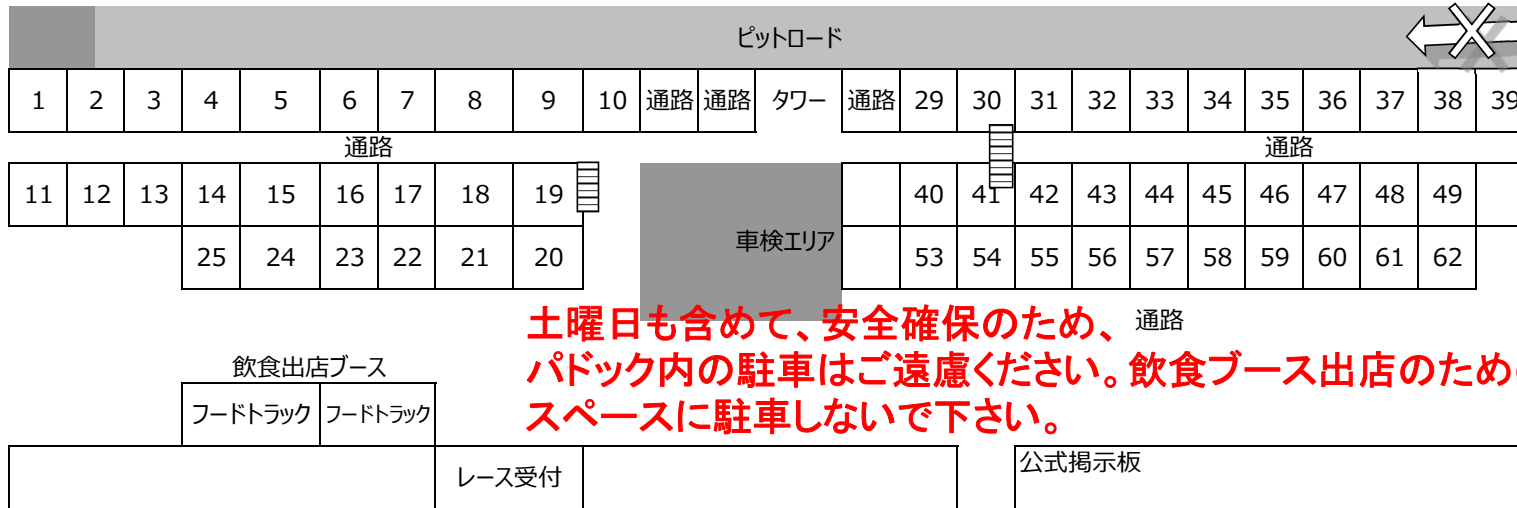 ピットロード
1 2 3 4 5 6 7 8 9 10 通路 通路 タワー 通路 29 30 31 32 33 34 35 36 37 38 39
通路 通路
11 12 13 14 15 16 17 18 19 40 41 42 43 44 45 46 47 48 49
車検エリア
25 24 23 22 21 20 53 54 55 56 57 58 59 60 61 62
土曜日も含めて、安全確保のため、 通路
飲食出店ブース
パドック内の駐車はご遠慮ください。飲食ブース出店のため
フードトラック フードトラック
スペースに駐車しないで下さい。
レース受付
公式掲示板